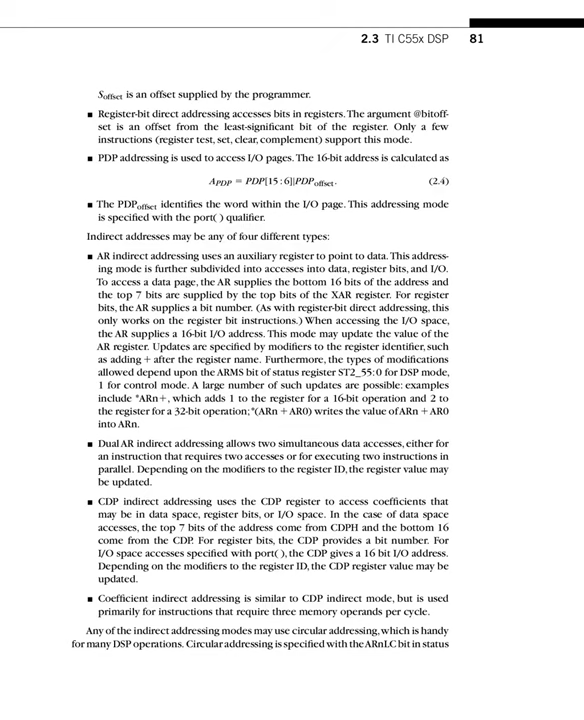 2.3 TI C55x DSP 81
Soffset is an offset supplied by the programmer.
■ Register-bit direct addressing accesses bits in registers. The argument @bitoff-
set is an offset from the least-significant bit of the register. Only a few
instructions (register test, set, clear, complement) support this mode.
■ PDP addressing is used to access I/O pages. The 16-bit address is calculated as
APDP = PDP[15 : 6]|PDPoffset. (2.4)
■ The PDPoffset identifies the word within the I/O page. This addressing mode
is specified with the port( ) qualifier.
Indirect addresses may be any of four different types:
■ AR indirect addressing uses an auxiliary register to point to data. This address-
ing mode is further subdivided into accesses into data, register bits, and I/O.
To access a data page, the AR supplies the bottom 16 bits of the address and
the top 7 bits are supplied by the top bits of the XAR register. For register
bits, the AR supplies a bit number. (As with register-bit direct addressing, this
only works on the register bit instructions.) When accessing the I/O space,
the AR supplies a 16-bit I/O address. This mode may update the value of the
AR register. Updates are specified by modifiers to the register identifier, such
as adding + after the register name. Furthermore, the types of modifications
allowed depend upon the ARMS bit of status register ST2_55: 0 for DSP mode,
1 for control mode. A large number of such updates are possible: examples
include *ARn+, which adds 1 to the register for a 16-bit operation and 2 to
the register for a 32-bit operation; *(ARn + AR0) writes the value of ARn + AR0
into ARn.
■ Dual AR indirect addressing allows two simultaneous data accesses, either for
an instruction that requires two accesses or for executing two instructions in
parallel. Depending on the modifiers to the register ID, the register value may
be updated.
■ CDP indirect addressing uses the CDP register to access coefficients that
may be in data space, register bits, or I/O space. In the case of data space
accesses, the top 7 bits of the address come from CDPH and the bottom 16
come from the CDP. For register bits, the CDP provides a bit number. For
I/O space accesses specified with port( ), the CDP gives a 16 bit I/O address.
Depending on the modifiers to the register ID, the CDP register value may be
updated.
■ Coefficient indirect addressing is similar to CDP indirect mode, but is used
primarily for instructions that require three memory operands per cycle.
Any of the indirect addressing modes may use circular addressing, which is handy
for many DSP operations. Circular addressing is specified with the ARnLC bit in status